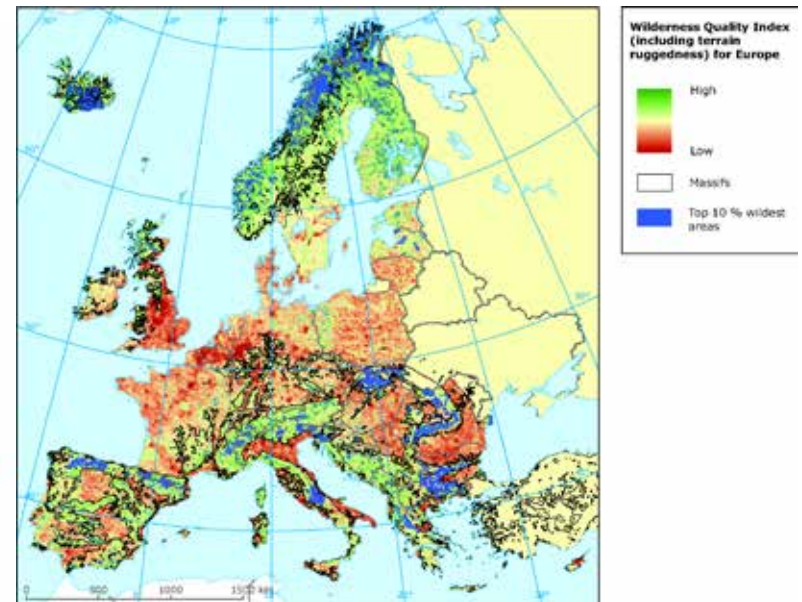 Wilderness Quality Index
(including terrain
ruggedness) for Europe
High
Low
Massifs
Top 10 % wildest
areas
0 500 1000 1500 km